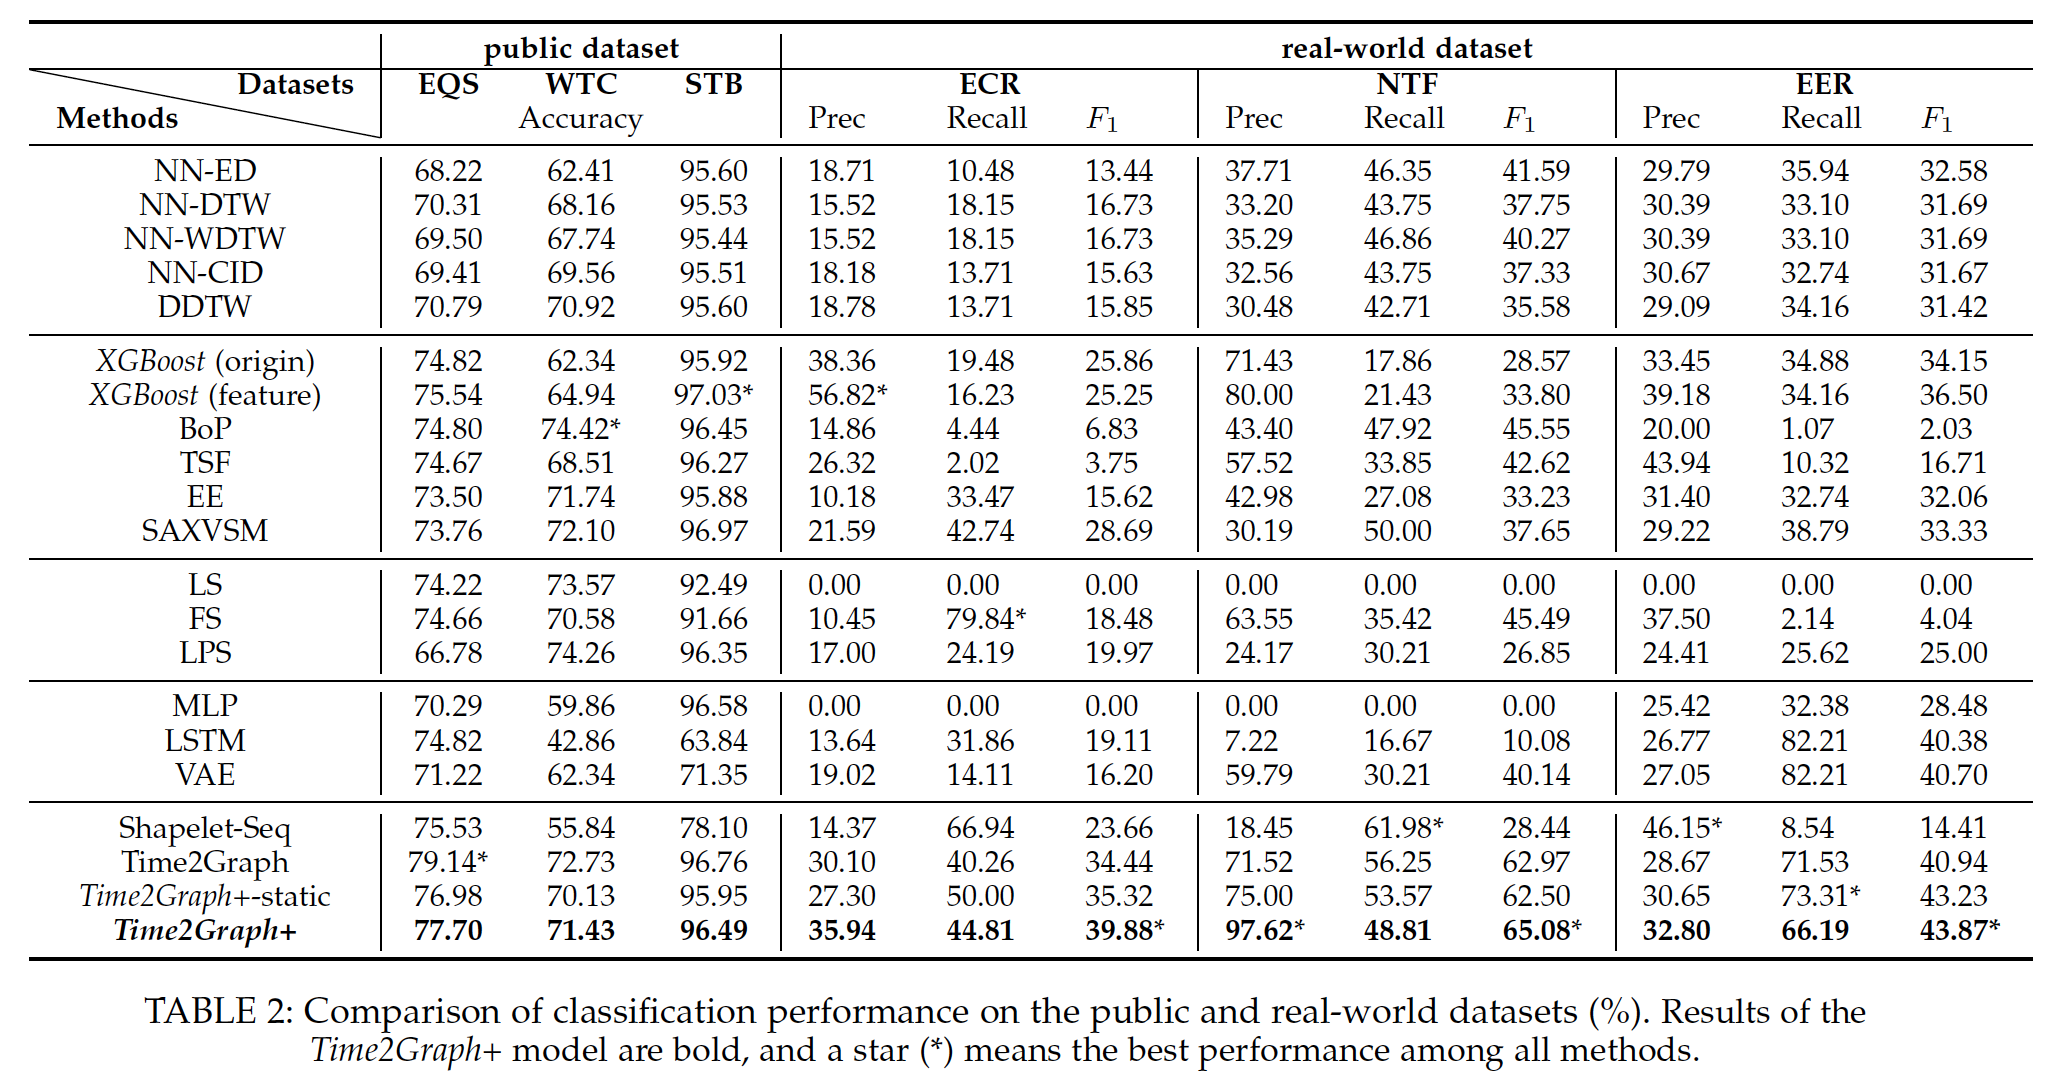 public dataset real-world dataset
Datasets EQS WTC STB ECR NTF EER
Methods Accuracy Prec Recall F1 Prec Recall F1 Prec Recall F1
NN-ED 68.22 62.41 95.60 18.71 10.48 13.44 37.71 46.35 41.59 29.79 35.94 32.58
NN-DTW 70.31 68.16 95.53 15.52 18.15 16.73 33.20 43.75 37.75 30.39 33.10 31.69
NN-WDTW 69.50 67.74 95.44 15.52 18.15 16.73 35.29 46.86 40.27 30.39 33.10 31.69
NN-CID 69.41 69.56 95.51 18.18 13.71 15.63 32.56 43.75 37.33 30.67 32.74 31.67
DDTW 70.79 70.92 95.60 18.78 13.71 15.85 30.48 42.71 35.58 29.09 34.16 31.42
XGBoost (origin) 74.82 62.34 95.92 38.36 19.48 25.86 71.43 17.86 28.57 33.45 34.88 34.15
XGBoost (feature) 75.54 64.94 97.03* 56.82* 16.23 25.25 80.00 21.43 33.80 39.18 34.16 36.50
BoP 74.80 74.42* 96.45 14.86 4.44 6.83 43.40 47.92 45.55 20.00 1.07 2.03
TSF 74.67 68.51 96.27 26.32 2.02 3.75 57.52 33.85 42.62 43.94 10.32 16.71
EE 73.50 71.74 95.88 10.18 33.47 15.62 42.98 27.08 33.23 31.40 32.74 32.06
SAXVSM 73.76 72.10 96.97 21.59 42.74 28.69 30.19 50.00 37.65 29.22 38.79 33.33
LS 74.22 73.57 92.49 0.00 0.00 0.00 0.00 0.00 0.00 0.00 0.00 0.00
FS 74.66 70.58 91.66 10.45 79.84* 18.48 63.55 35.42 45.49 37.50 2.14 4.04
LPS 66.78 74.26 96.35 17.00 24.19 19.97 24.17 30.21 26.85 24.41 25.62 25.00
MLP 70.29 59.86 96.58 0.00 0.00 0.00 0.00 0.00 0.00 25.42 32.38 28.48
LSTM 74.82 42.86 63.84 13.64 31.86 19.11 7.22 16.67 10.08 26.77 82.21 40.38
VAE 71.22 62.34 71.35 19.02 14.11 16.20 59.79 30.21 40.14 27.05 82.21 40.70
Shapelet-Seq 75.53 55.84 78.10 14.37 66.94 23.66 18.45 61.98* 28.44 46.15* 8.54 14.41
Time2Graph 79.14* 72.73 96.76 30.10 40.26 34.44 71.52 56.25 62.97 28.67 71.53 40.94
Time2Graph+-static 76.98 70.13 95.95 27.30 50.00 35.32 75.00 53.57 62.50 30.65 73.31* 43.23
Time2Graph+ 77.70 71.43 96.49 35.94 44.81 39.88* 97.62* 48.81 65.08* 32.80 66.19 43.87*
TABLE 2: Comparison of classification performance on the public and real-world datasets (%). Results of the
Time2Graph+ model are bold, and a star (*) means the best performance among all methods.